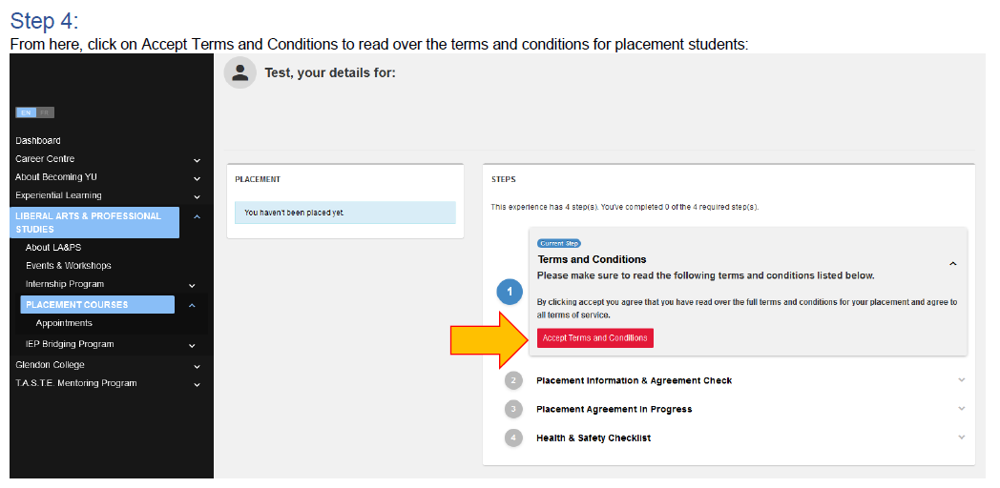 Step 4:
From here, click on Accept Terms and Conditions to read over the terms and conditions for placement students:
Test, your details for:
EN FR
Dashboard
Career Centre
About Becoming YU
Experiential Learning
LIBERAL ARTS & PROFESSIONAL
STUDIES
About LA&PS
Events & Workshops
Internship Program
PLACEMENT COURSES
Appointments
IEP Bridging Program
Glendon College
T.A.S.T.E. Mentoring Program
PLACEMENT
You haven't been placed yet.
STEPS
This experience has 4 step(s). You've completed 0 of the 4 required step(s).
Current Step
1
Terms and Conditions
Please make sure to read the following terms and conditions listed below.
By clicking accept you agree that you have read over the full terms and conditions for your placement and agree to
all terms of service.
Accept Terms and Conditions
2 Placement Information & Agreement Check
3 Placement Agreement In Progress
4 Health & Safety Checklist